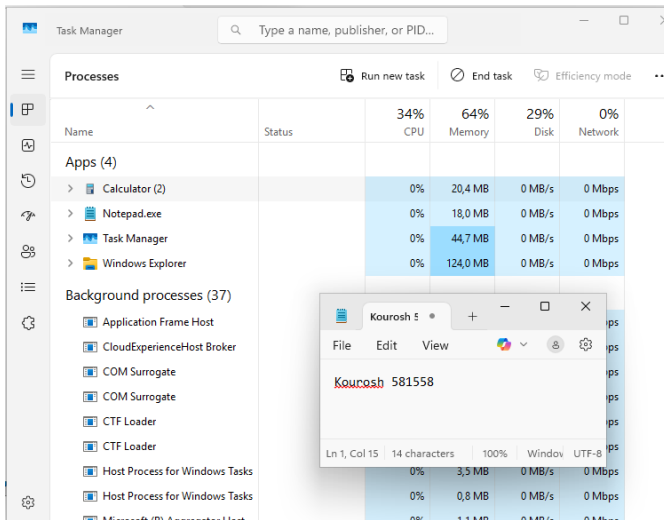 Task Manager
Type a name, publisher, or PID...
Processes
Run new task
End task
Efficiency mode
34% 64% 29% 0%
Name Status CPU Memory Disk Network
Apps (4)
Calculator (2) 0% 20,4 MB 0 MB/s 0 Mbps
Notepad.exe 0% 18,0 MB 0 MB/s 0 Mbps
Task Manager 0% 44,7 MB 0 MB/s 0 Mbps
Windows Explorer 0% 124,0 MB 0 MB/s 0 Mbps
Background processes (37)
Application Frame Host
CloudExperienceHost Broker
COM Surrogate
COM Surrogate
CTF Loader
CTF Loader
Host Process for Windows Tasks 0% 3,5 MB 0 MB/s 0 Mbps
Host Process for Windows Tasks 0% 0,8 MB 0 MB/s 0 Mbps
Kourosh 5
File Edit View
Kourosh 581558
Ln 1, Col 15 14 characters 100% Window UTF-8